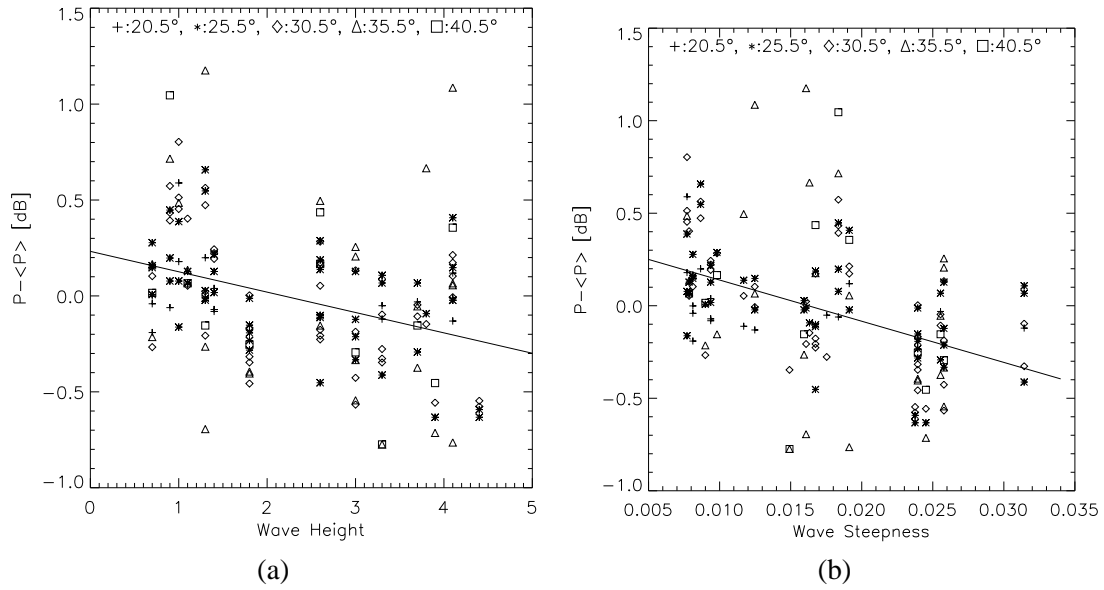 +:20.5°, *:25.5°, ◇:30.5°, △:35.5°, □:40.5°
1.5
1.0
0.5
0.0
−0.5
−1.0
P−<P> [dB]
0 1 2 3 4 5
Wave Height
(a)
+:20.5°, *:25.5°, ◇:30.5°, △:35.5°, □:40.5°
1.5
1.0
0.5
0.0
−0.5
−1.0
P−<P> [dB]
0.005 0.010 0.015 0.020 0.025 0.030 0.035
Wave Steepness
(b)